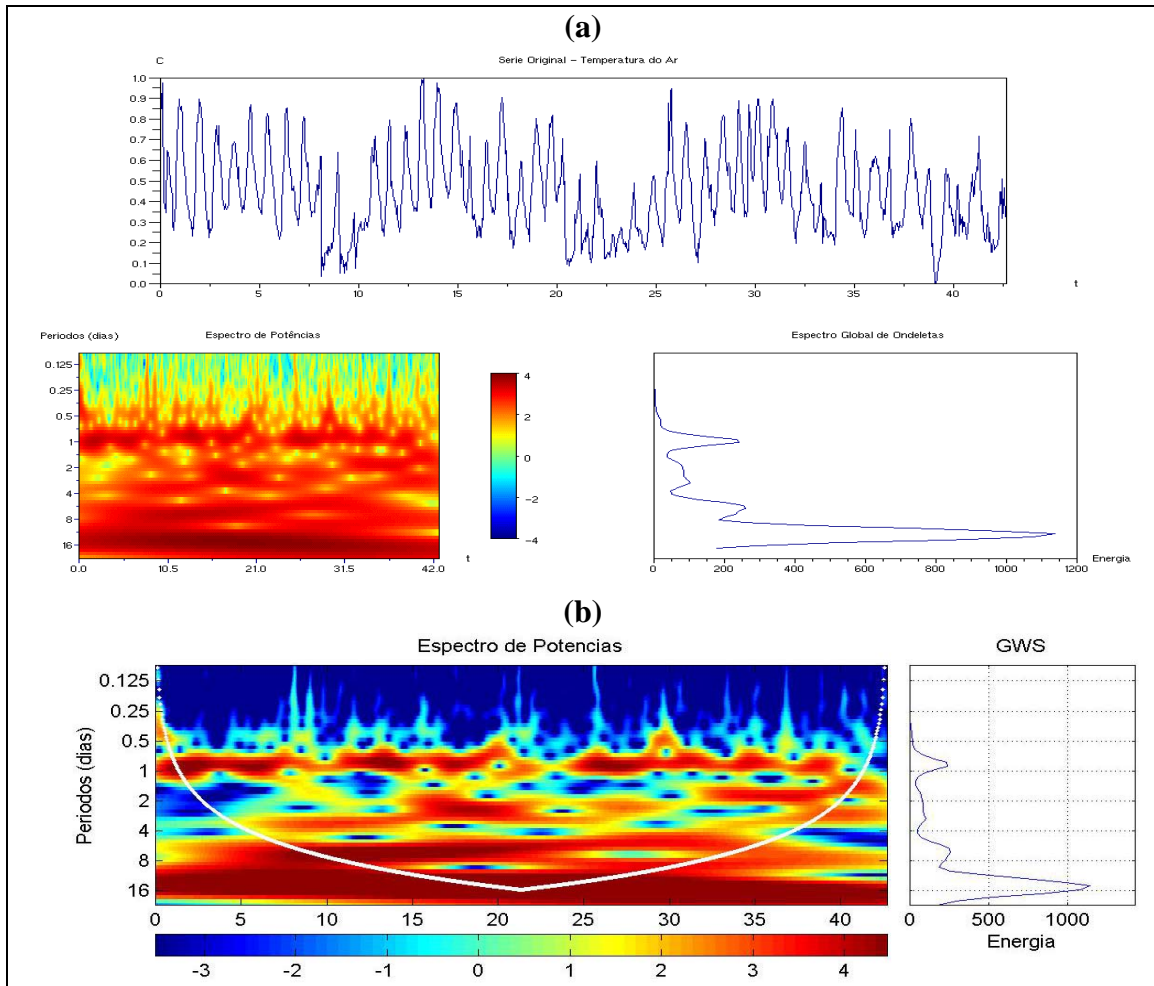 (a)
C
Serie Original – Temperatura do Ar
1.0
0.9
0.8
0.7
0.6
0.5
0.4
0.3
0.2
0.1
0.0
0 5 10 15 20 25 30 35 40
t
Periodos (dias)
Espectro de Potências
0.125
0.25
0.5
1
2
4
8
16
0.0 10.5 21.0 31.5 42.0
t
4
2
0
−2
−4
Espectro Global de Ondeletas
0 200 400 600 800 1000 1200
Energia
(b)
Espectro de Potencias
Periodos (dias)
0.125
0.25
0.5
1
2
4
8
16
0 5 10 15 20 25 30 35 40
-3 -2 -1 0 1 2 3 4
GWS
0 500 1000
Energia